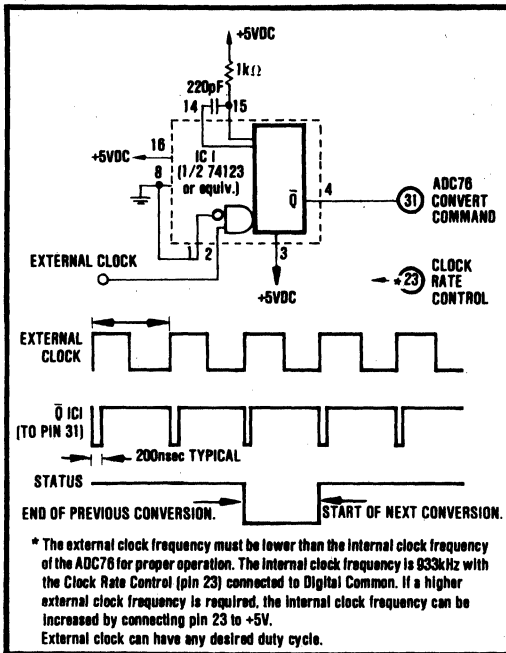 +5VDC
1kΩ
220pF
14 15
16
+5VDC
IC I
8
(1/2 74123
or equiv.)
Q̅
4
31
ADC76
CONVERT
COMMAND
1 2
3
EXTERNAL CLOCK
+5VDC
*23
CLOCK
RATE
CONTROL
EXTERNAL
CLOCK
Q̅ ICI
(TO PIN 31)
200nsec TYPICAL
STATUS
END OF PREVIOUS CONVERSION.
START OF NEXT CONVERSION.
* The external clock frequency must be lower than the internal clock frequency
of the ADC76 for proper operation. The internal clock frequency is 933kHz with
the Clock Rate Control (pin 23) connected to Digital Common. If a higher
external clock frequency is required, the internal clock frequency can be
increased by connecting pin 23 to +5V.
External clock can have any desired duty cycle.